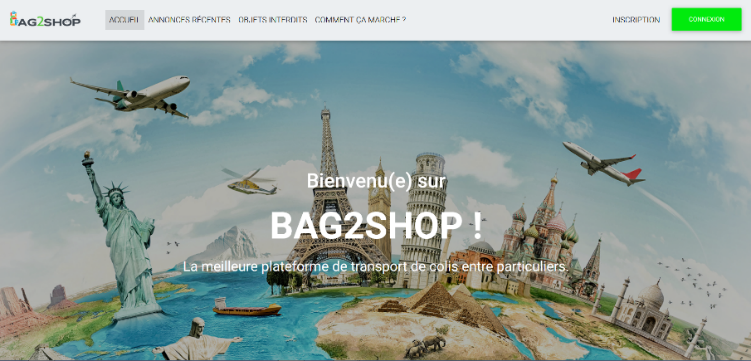 BAG2SHOP
ACCUEIL
ANNONCES RÉCENTES
OBJETS INTERDITS
COMMENT ÇA MARCHE ?
INSCRIPTION
CONNEXION
Bienvenu(e) sur
BAG2SHOP !
La meilleure plateforme de transport de colis entre particuliers.